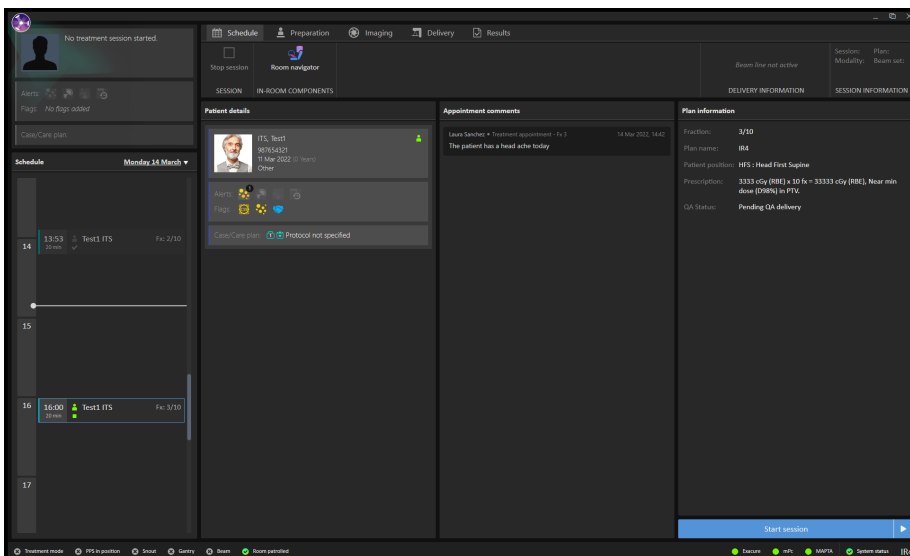 No treatment session started.
Alerts:
Flags: No flags added
Case/Care plan:
Schedule Monday 14 March
14
13:53 Test1 ITS Fx: 2/10
20 min
15
16
16:00 Test1 ITS Fx: 3/10
20 min
17
Schedule Preparation Imaging Delivery Results
Stop session Room navigator
SESSION IN-ROOM COMPONENTS
Beam line not active
DELIVERY INFORMATION
Session: Plan:
Modality: Beam set:
SESSION INFORMATION
Patient details
ITS, Test1
987654321
11 Mar 2022 (0 Years)
Other
Alerts: 1
Flags:
Case/Care plan: Protocol not specified
Appointment comments
Laura Sanchez • Treatment appointment - Fx 3 14 Mar 2022, 14:42
The patient has a head ache today
Plan information
Fraction: 3/10
Plan name: IR4
Patient position: HFS : Head First Supine
Prescription: 3333 cGy (RBE) x 10 fx = 33333 cGy (RBE), Near min
dose (D98%) in PTV.
QA Status: Pending QA delivery
Start session
Treatment mode PPS in position Snout Gantry Beam Room patrolled
Exacure mPc MAPTA System status IR4